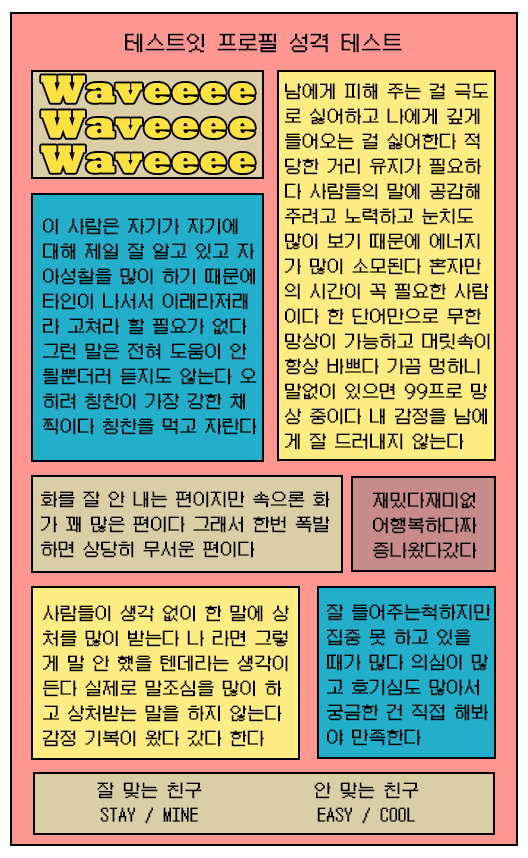 테스트잇 프로필 성격 테스트
Waveeee
Waveeee
Waveeee
남에게 피해 주는 걸 극도
로 싫어하고 나에게 깊게
들어오는 걸 싫어한다 적
당한 거리 유지가 필요하
다 사람들의 말에 공감해
주려고 노력하고 눈치도
많이 보기 때문에 에너지
가 많이 소모된다 혼자만
의 시간이 꼭 필요한 사람
이다 한 단어만으로 무한
망상이 가능하고 머릿속이
항상 바쁘다 가끔 멍하니
말없이 있으면 99프로 망
상 중이다 내 감정을 남에
게 잘 드러내지 않는다
이 사람은 자기가 자기에
대해 제일 잘 알고 있고 자
아성찰을 많이 하기 때문에
타인이 나서서 이래라저래
라 고쳐라 할 필요가 없다
그런 말은 전혀 도움이 안
될뿐더러 듣지도 않는다 오
히려 칭찬이 가장 강한 채
찍이다 칭찬을 먹고 자란다
화를 잘 안 내는 편이지만 속으론 화
가 꽤 많은 편이다 그래서 한번 폭발
하면 상당히 무서운 편이다
재밌다재미없
어행복하다짜
증나왔다갔다
사람들이 생각 없이 한 말에 상
처를 많이 받는다 나 라면 그렇
게 말 안 했을 텐데라는 생각이
든다 실제로 말조심을 많이 하
고 상처받는 말을 하지 않는다
감정 기복이 왔다 갔다 한다
잘 들어주는척하지만
집중 못 하고 있을
때가 많다 의심이 많
고 호기심도 많아서
궁금한 건 직접 해봐
야 만족한다
잘 맞는 친구
STAY / MINE
안 맞는 친구
EASY / COOL